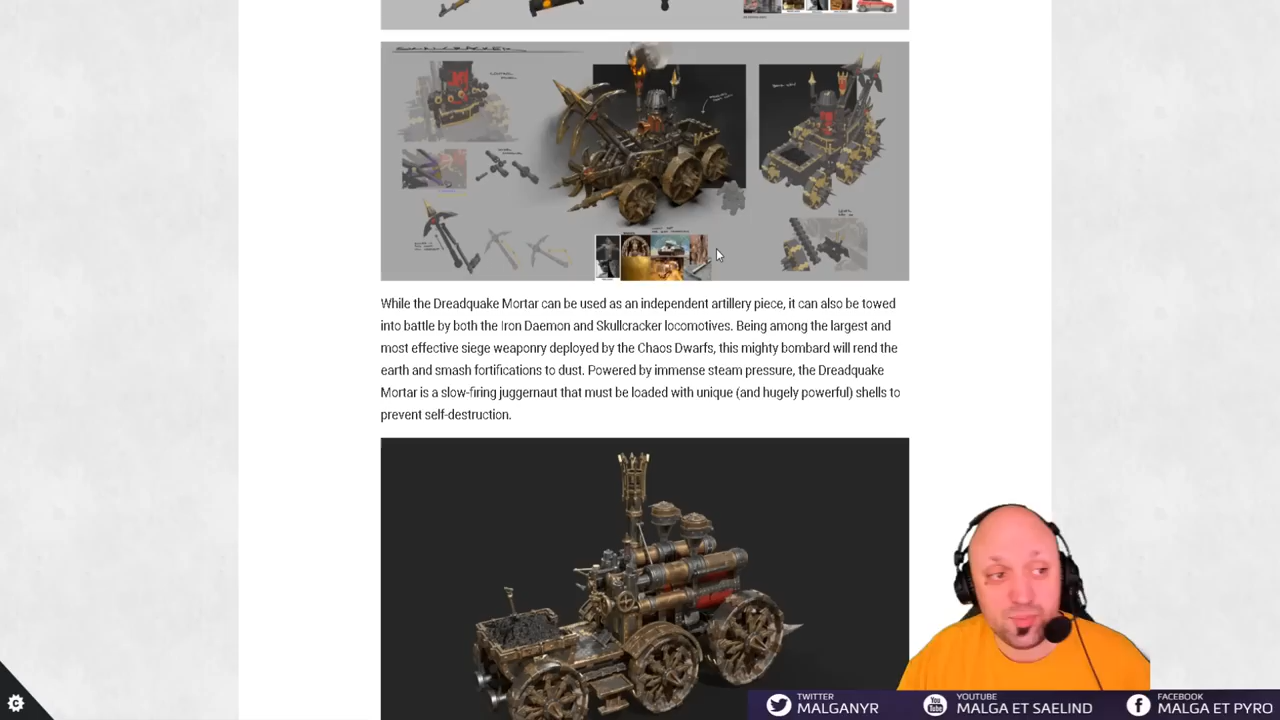 While the Dreadquake Mortar can be used as an independent artillery piece, it can also be towed
into battle by both the Iron Daemon and Skullcracker locomotives. Being among the largest and
most effective siege weaponry deployed by the Chaos Dwarfs, this mighty bombard will rend the
earth and smash fortifications to dust. Powered by immense steam pressure, the Dreadquake
Mortar is a slow-firing juggernaut that must be loaded with unique (and hugely powerful) shells to
prevent self-destruction.
TWITTER
MALGANYR
YOUTUBE
MALGA ET SAELIND
FACEBOOK
MALGA ET PYRO